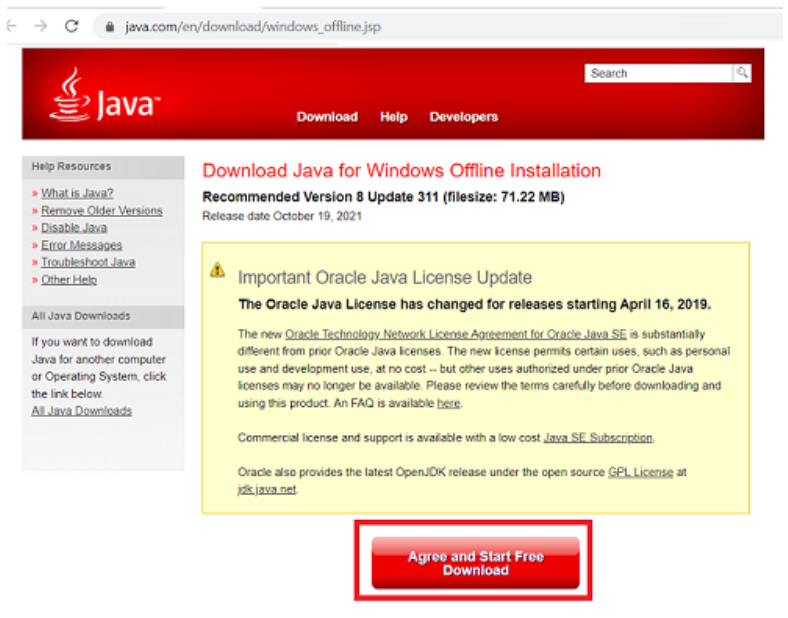 java.com/en/download/windows_offline.jsp
Java™
Search
Download Help Developers
Help Resources
» What is Java?
» Remove Older Versions
» Disable Java
» Error Messages
» Troubleshoot Java
» Other Help
All Java Downloads
If you want to download
Java for another computer
or Operating System, click
the link below.
All Java Downloads
Download Java for Windows Offline Installation
Recommended Version 8 Update 311 (filesize: 71.22 MB)
Release date October 19, 2021
Important Oracle Java License Update
The Oracle Java License has changed for releases starting April 16, 2019.
The new Oracle Technology Network License Agreement for Oracle Java SE is substantially
different from prior Oracle Java licenses. The new license permits certain uses, such as personal
use and development use, at no cost -- but other uses authorized under prior Oracle Java
licenses may no longer be available. Please review the terms carefully before downloading and
using this product. An FAQ is available here.
Commercial license and support is available with a low cost Java SE Subscription.
Oracle also provides the latest OpenJDK release under the open source GPL License at
jdk.java.net.
Agree and Start Free
Download